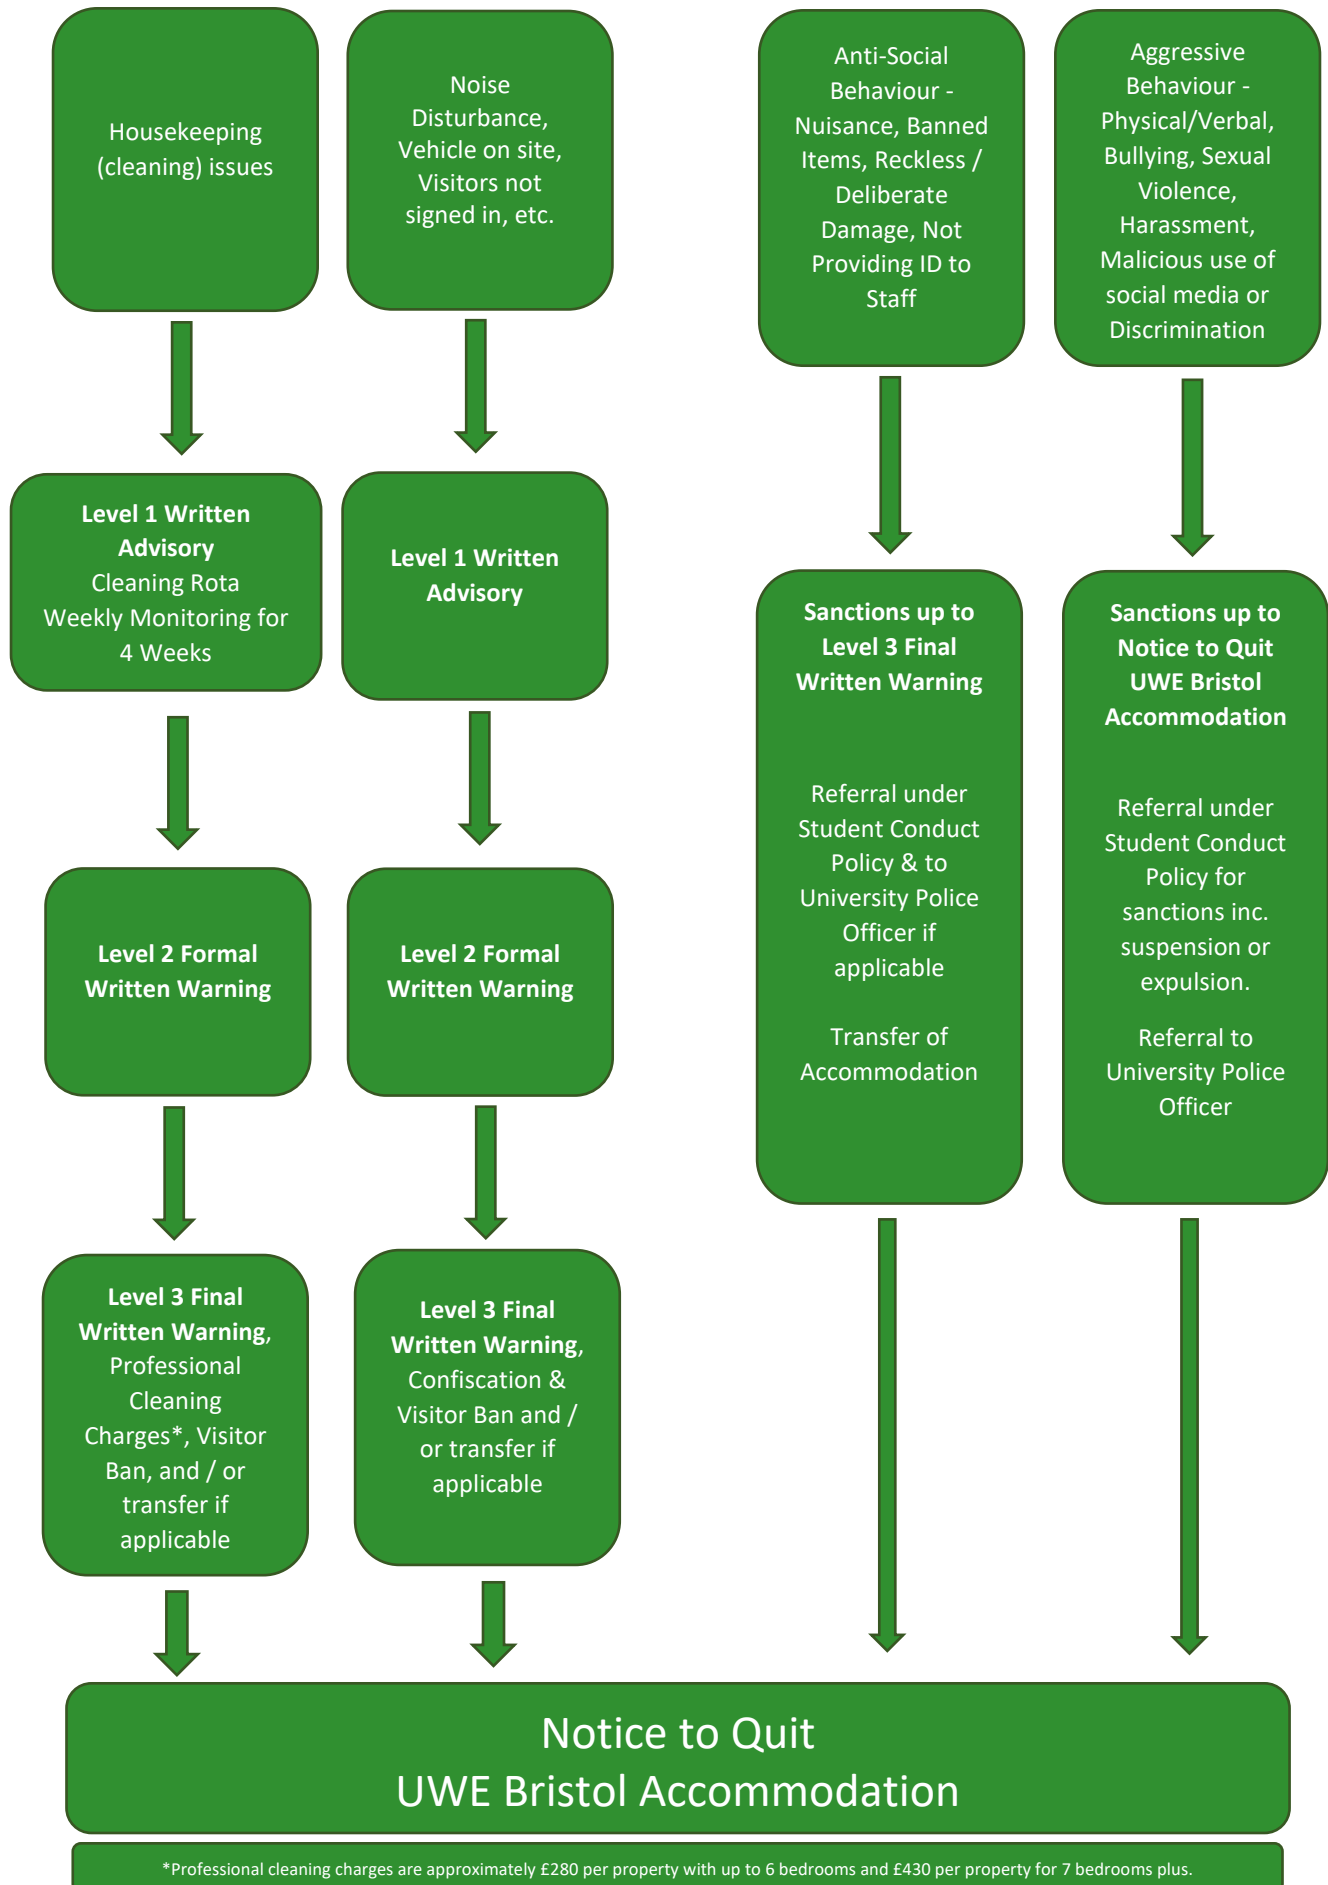 Housekeeping
(cleaning) issues
Noise
Disturbance,
Vehicle on site,
Visitors not
signed in, etc.
Anti-Social
Behaviour -
Nuisance, Banned
Items, Reckless /
Deliberate
Damage, Not
Providing ID to
Staff
Aggressive
Behaviour -
Physical/Verbal,
Bullying, Sexual
Violence,
Harassment,
Malicious use of
social media or
Discrimination
Level 1 Written
Advisory
Cleaning Rota
Weekly Monitoring for
4 Weeks
Level 1 Written
Advisory
Sanctions up to
Level 3 Final
Written Warning
Referral under
Student Conduct
Policy & to
University Police
Officer if
applicable
Transfer of
Accommodation
Sanctions up to
Notice to Quit
UWE Bristol
Accommodation
Referral under
Student Conduct
Policy for
sanctions inc.
suspension or
expulsion.
Referral to
University Police
Officer
Level 2 Formal
Written Warning
Level 2 Formal
Written Warning
Level 3 Final
Written Warning,
Professional
Cleaning
Charges*, Visitor
Ban, and / or
transfer if
applicable
Level 3 Final
Written Warning,
Confiscation &
Visitor Ban and /
or transfer if
applicable
Notice to Quit
UWE Bristol Accommodation
*Professional cleaning charges are approximately £280 per property with up to 6 bedrooms and £430 per property for 7 bedrooms plus.